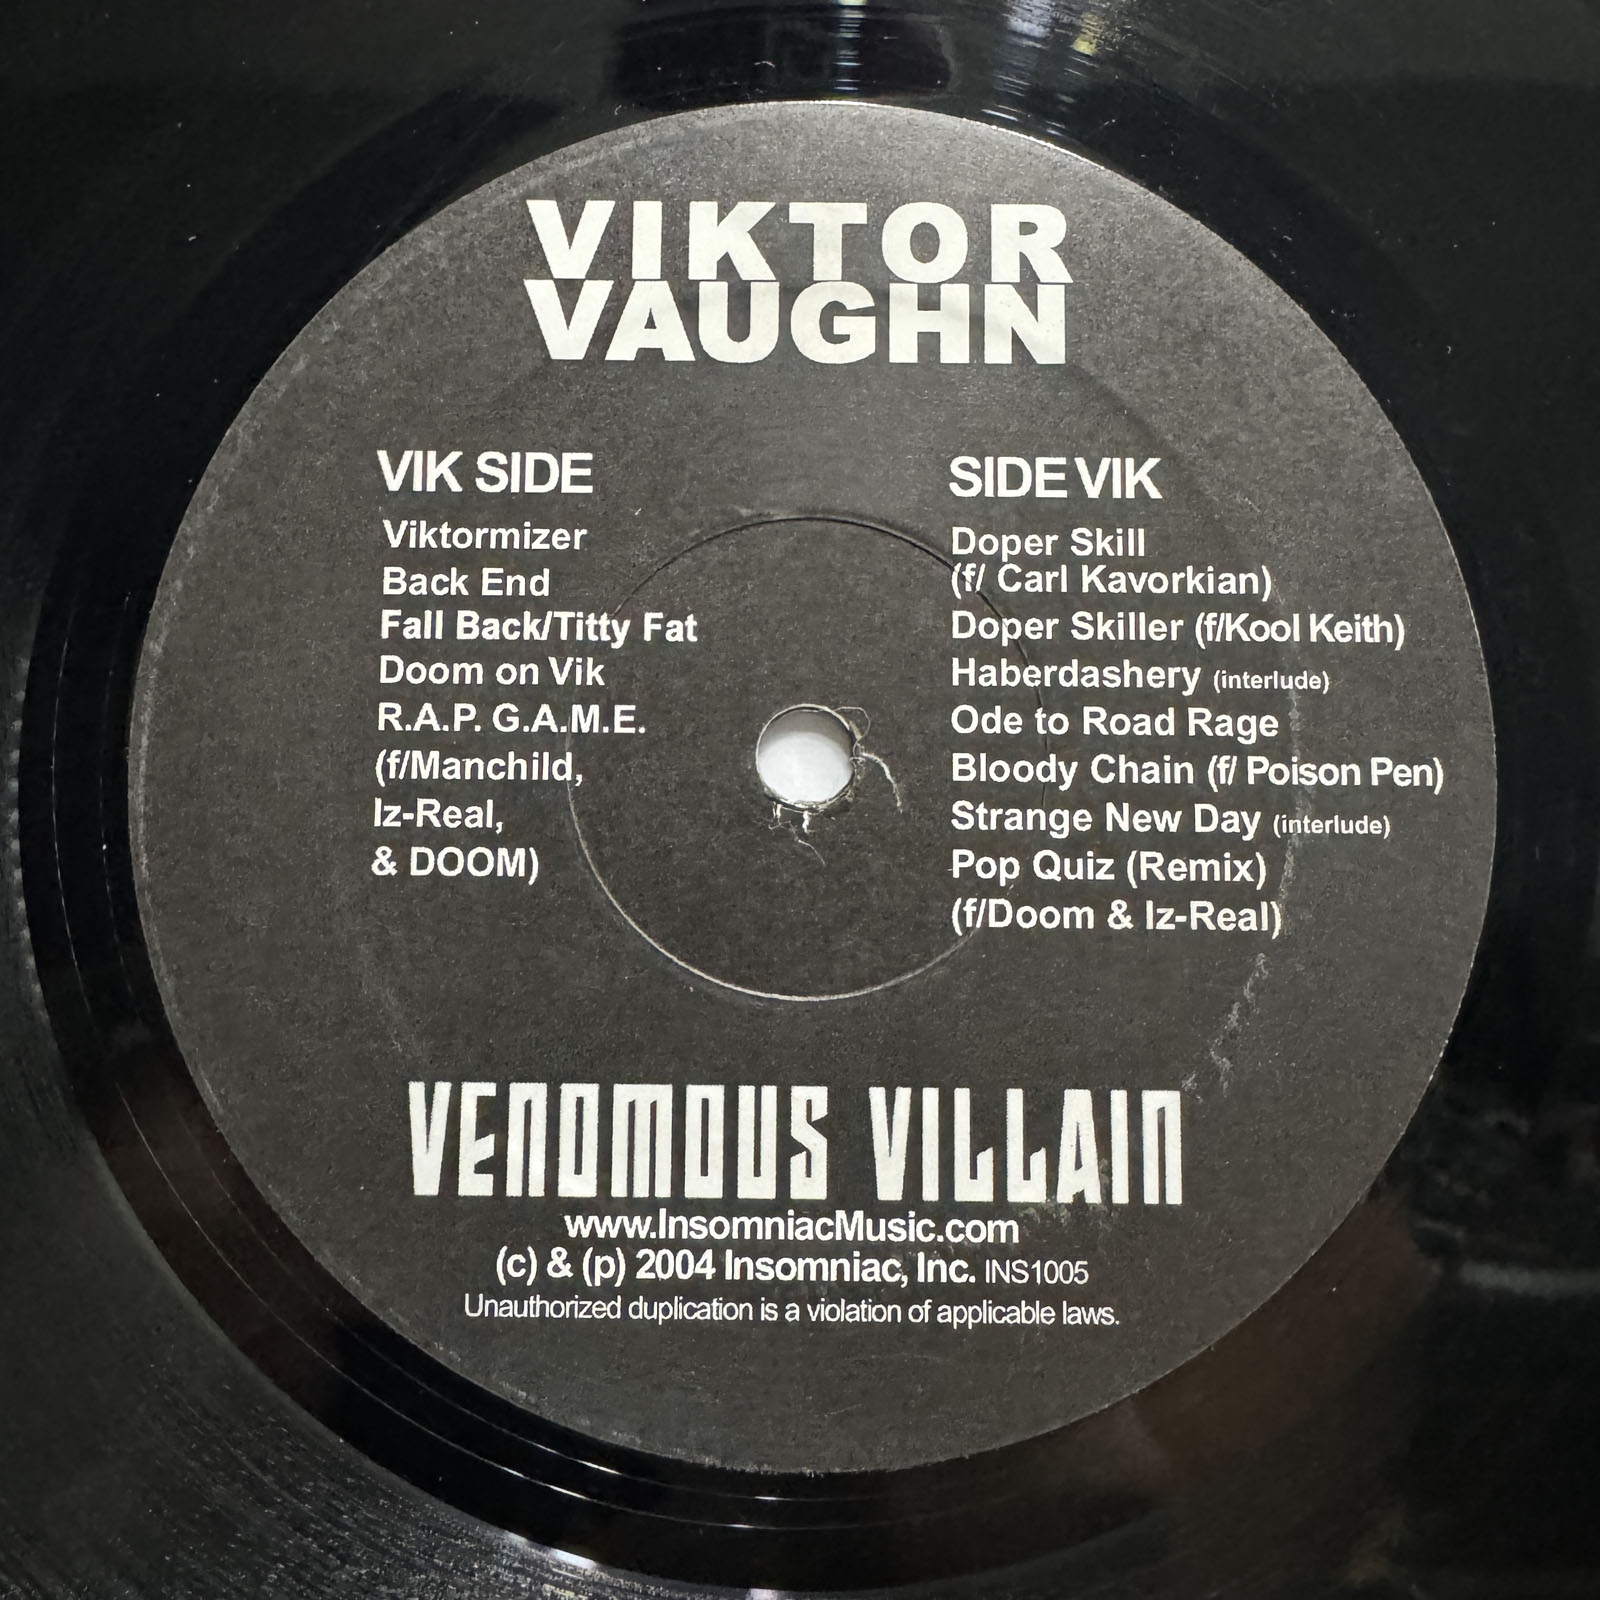 VIKTOR
VAUGHN
VIK SIDE
Viktormizer
Back End
Fall Back/Titty Fat
Doom on Vik
R.A.P. G.A.M.E.
(f/Manchild,
Iz-Real,
& DOOM)
SIDE VIK
Doper Skill
(f/ Carl Kavorkian)
Doper Skiller (f/Kool Keith)
Haberdashery (interlude)
Ode to Road Rage
Bloody Chain (f/ Poison Pen)
Strange New Day (interlude)
Pop Quiz (Remix)
(f/Doom & Iz-Real)
VENOMOUS VILLAIN
www.InsomniacMusic.com
(c) & (p) 2004 Insomniac, Inc. INS1005
Unauthorized duplication is a violation of applicable laws.